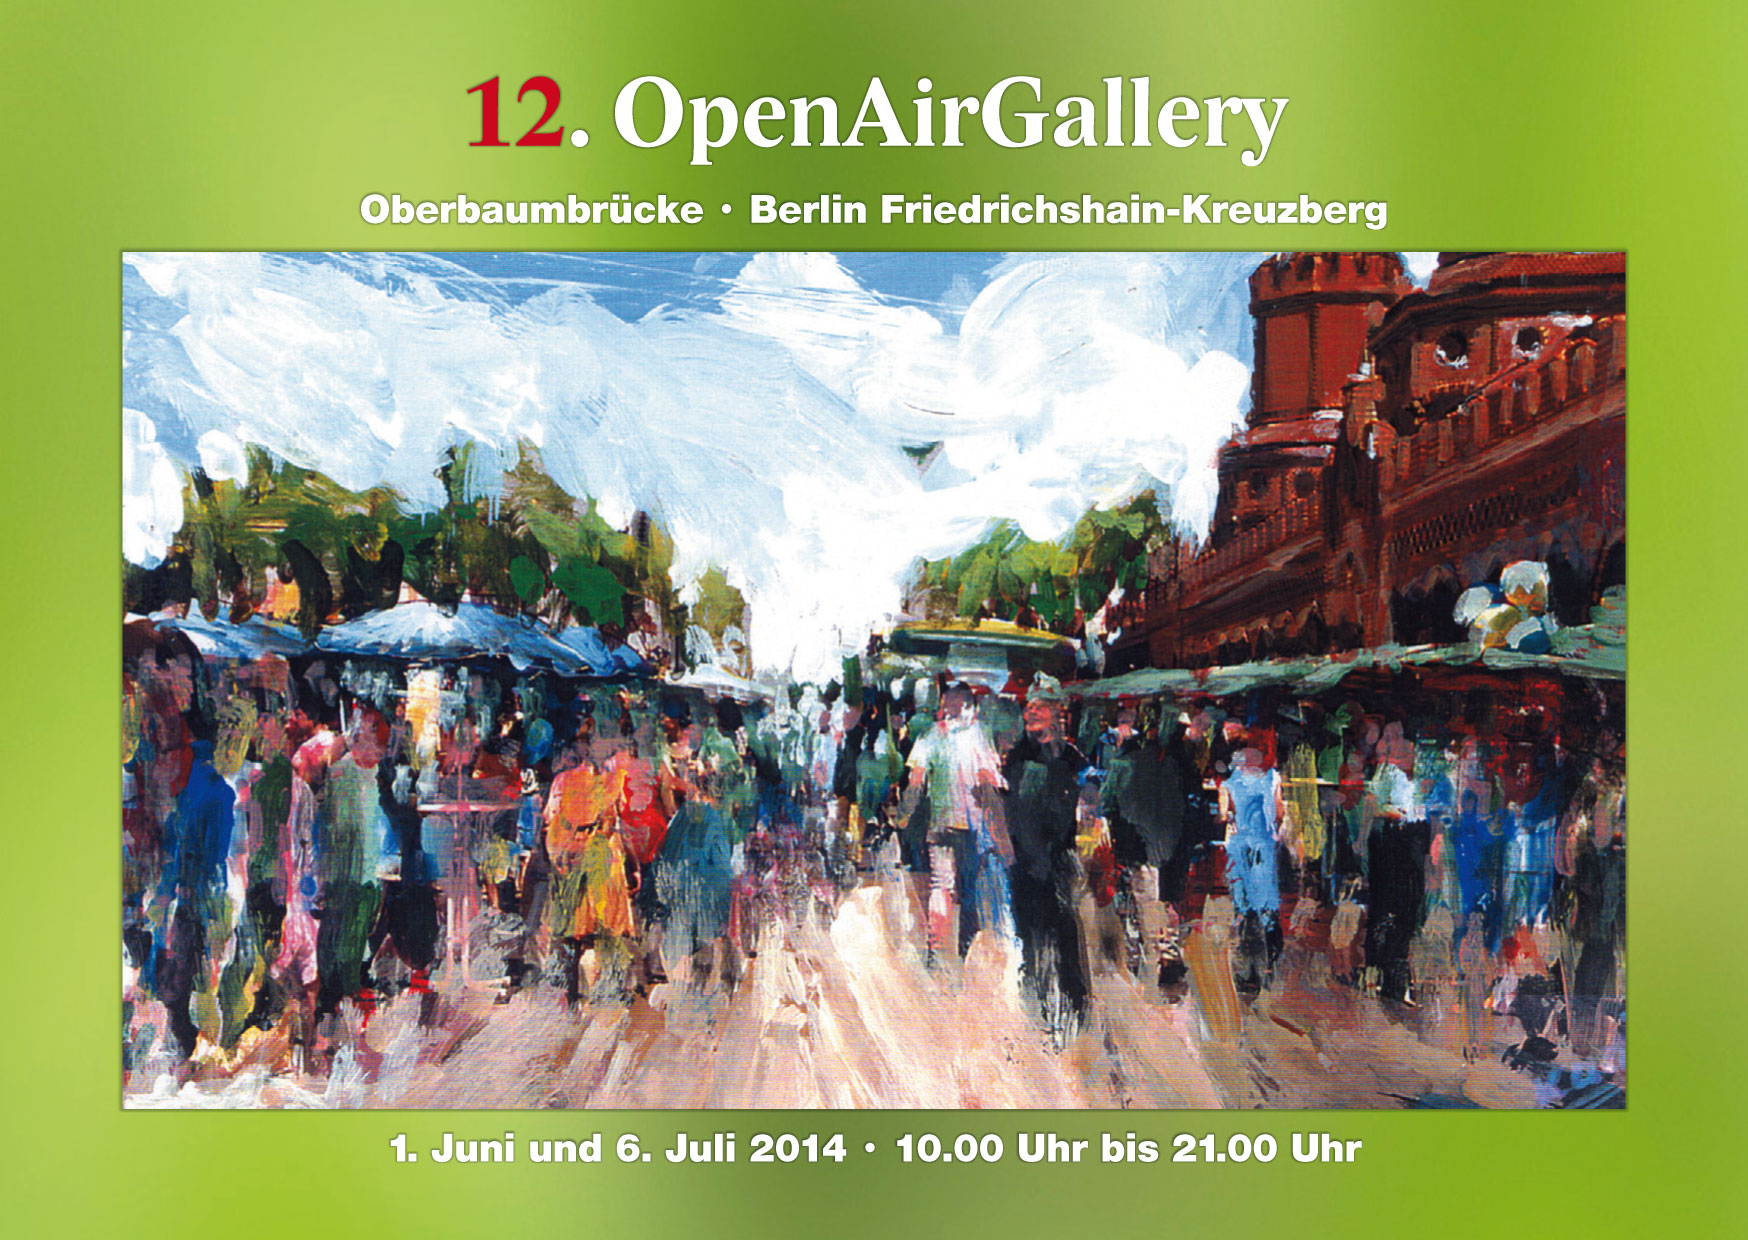 12. OpenAirGallery
Oberbaumbrücke • Berlin Friedrichshain-Kreuzberg
1. Juni und 6. Juli 2014 • 10.00 Uhr bis 21.00 Uhr